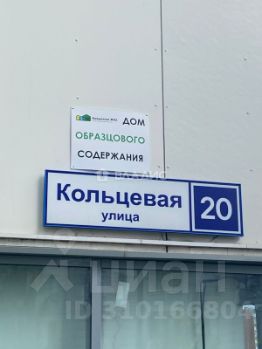 ДОМ
ОБРАЗЦОВОГО
СОДЕРЖАНИЯ
Кольцевая
улица
20
циан
ID 310166804